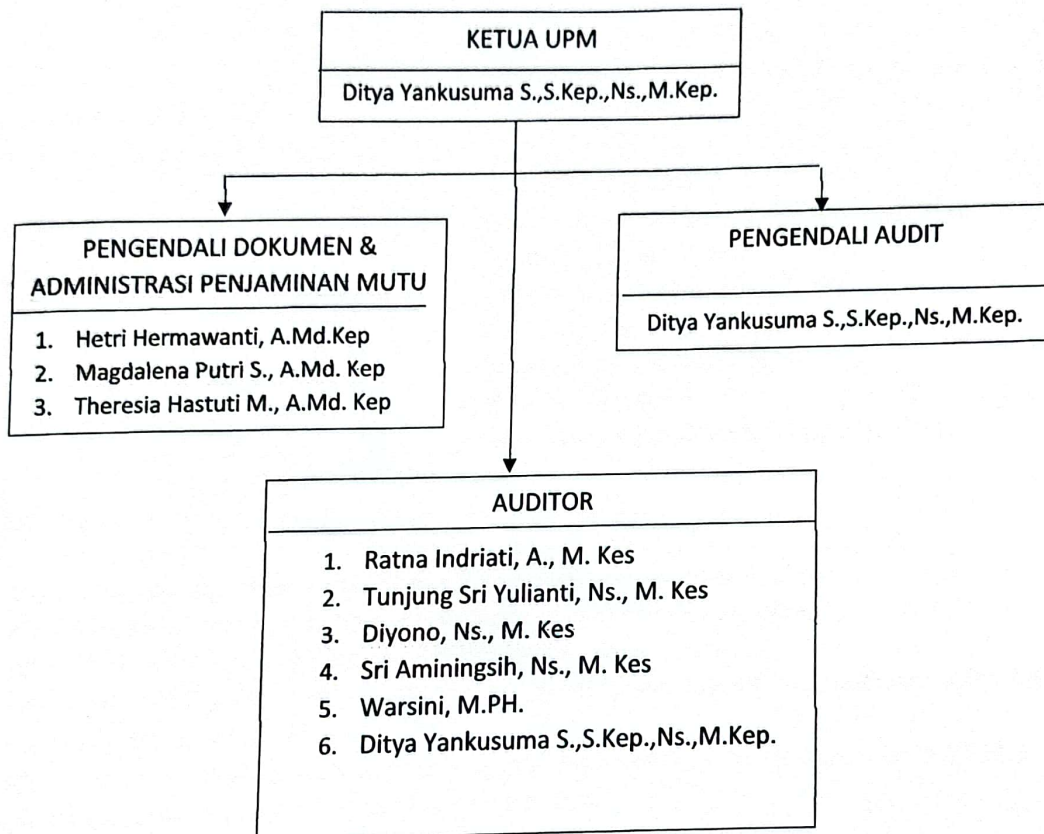 KETUA UPM
Ditya Yankusuma S.,S.Kep.,Ns.,M.Kep.
PENGENDALI DOKUMEN &
ADMINISTRASI PENJAMINAN MUTU
1. Hetri Hermawanti, A.Md.Kep
2. Magdalena Putri S., A.Md. Kep
3. Theresia Hastuti M., A.Md. Kep
PENGENDALI AUDIT
Ditya Yankusuma S.,S.Kep.,Ns.,M.Kep.
AUDITOR
1. Ratna Indriati, A., M. Kes
2. Tunjung Sri Yulianti, Ns., M. Kes
3. Diyono, Ns., M. Kes
4. Sri Aminingsih, Ns., M. Kes
5. Warsini, M.PH.
6. Ditya Yankusuma S.,S.Kep.,Ns.,M.Kep.